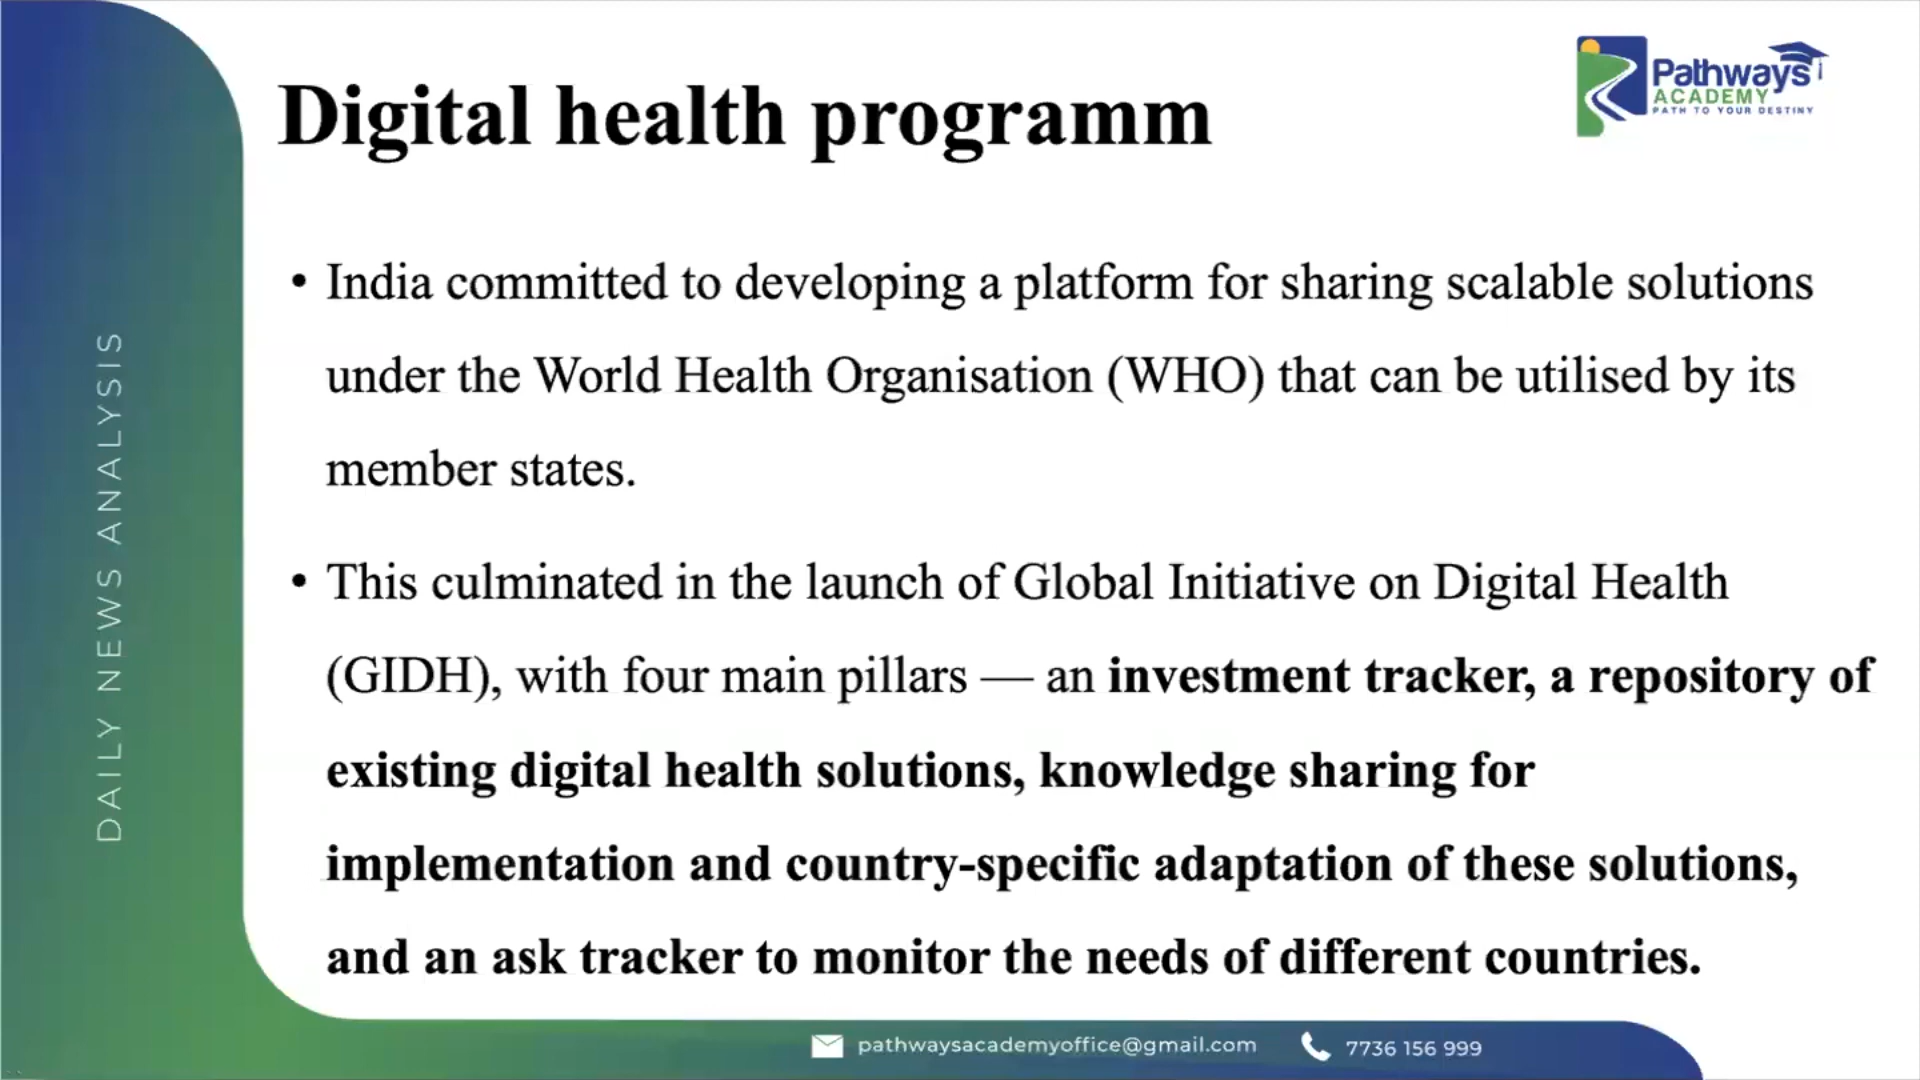 Digital health programm
Pathways
ACADEMY
PATH TO YOUR DESTINY
• India committed to developing a platform for sharing scalable solutions
under the World Health Organisation (WHO) that can be utilised by its
member states.
• This culminated in the launch of Global Initiative on Digital Health
(GIDH), with four main pillars — an investment tracker, a repository of
existing digital health solutions, knowledge sharing for
implementation and country-specific adaptation of these solutions,
and an ask tracker to monitor the needs of different countries.
DAILY NEWS ANALYSIS
pathwaysacademyoffice@gmail.com
7736 156 999